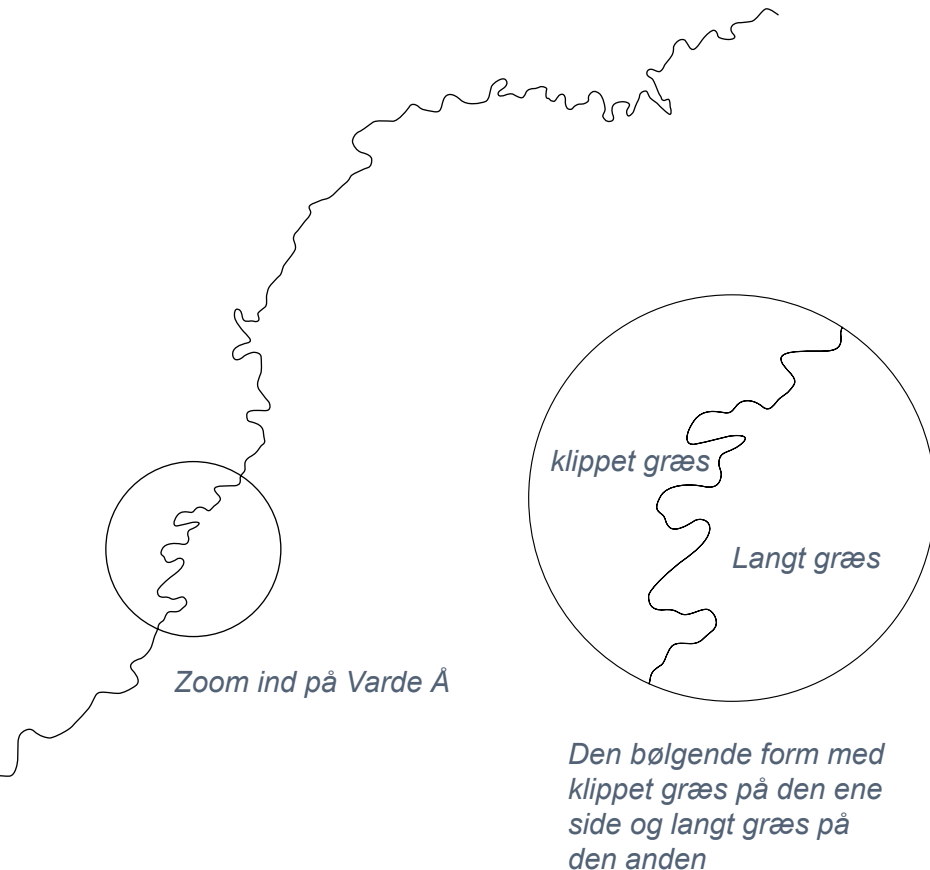 klippet græs
Langt græs
Zoom ind på Varde Å
Den bølgende form med
klippet græs på den ene
side og langt græs på
den anden